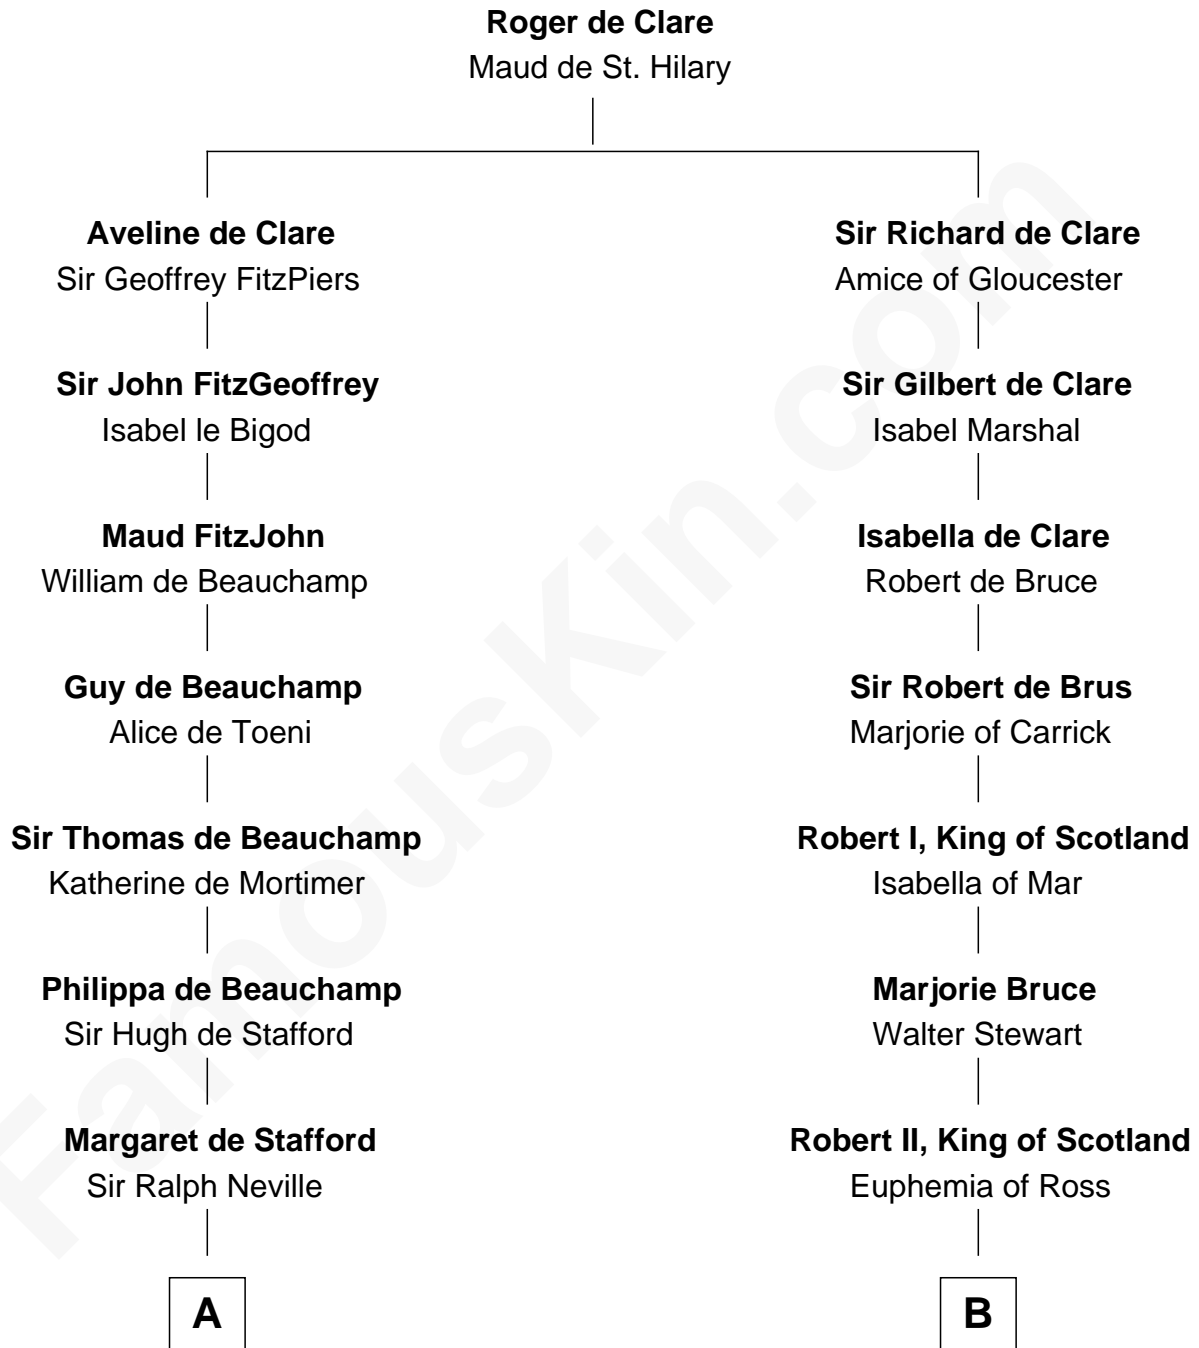 Roger de Clare
Maud de St. Hilary
Aveline de Clare
Sir Geoffrey FitzPiers
Sir Richard de Clare
Amice of Gloucester
Sir John FitzGeoffrey
Isabel le Bigod
Sir Gilbert de Clare
Isabel Marshal
Maud FitzJohn
William de Beauchamp
Isabella de Clare
Robert de Bruce
Guy de Beauchamp
Alice de Toeni
Sir Robert de Brus
Marjorie of Carrick
Sir Thomas de Beauchamp
Katherine de Mortimer
Robert I, King of Scotland
Isabella of Mar
Philippa de Beauchamp
Sir Hugh de Stafford
Marjorie Bruce
Walter Stewart
Margaret de Stafford
Sir Ralph Neville
Robert II, King of Scotland
Euphemia of Ross
A
B
FamousKin.com